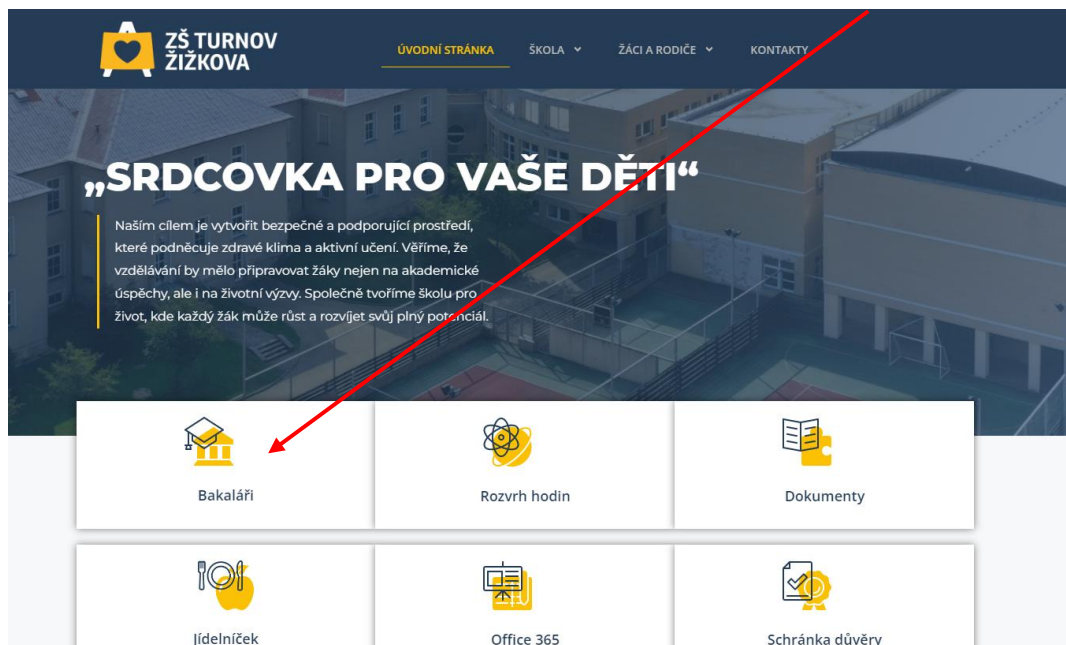 ZŠ TURNOV
ŽIŽKOVA
ÚVODNÍ STRÁNKA ŠKOLA ŽÁCI A RODIČE KONTAKTY
„SRDCOVKA PRO VAŠE DĚTI“
Naším cílem je vytvořit bezpečné a podporující prostředí,
které podněcuje zdravé klima a aktivní učení. Věříme, že
vzdělávání by mělo připravovat žáky nejen na akademické
úspěchy, ale i na životní výzvy. Společně tvoříme školu pro
život, kde každý žák může růst a rozvíjet svůj plný potenciál.
Bakaláři Rozvrh hodin Dokumenty
Jídelníček Office 365 Schránka důvěry